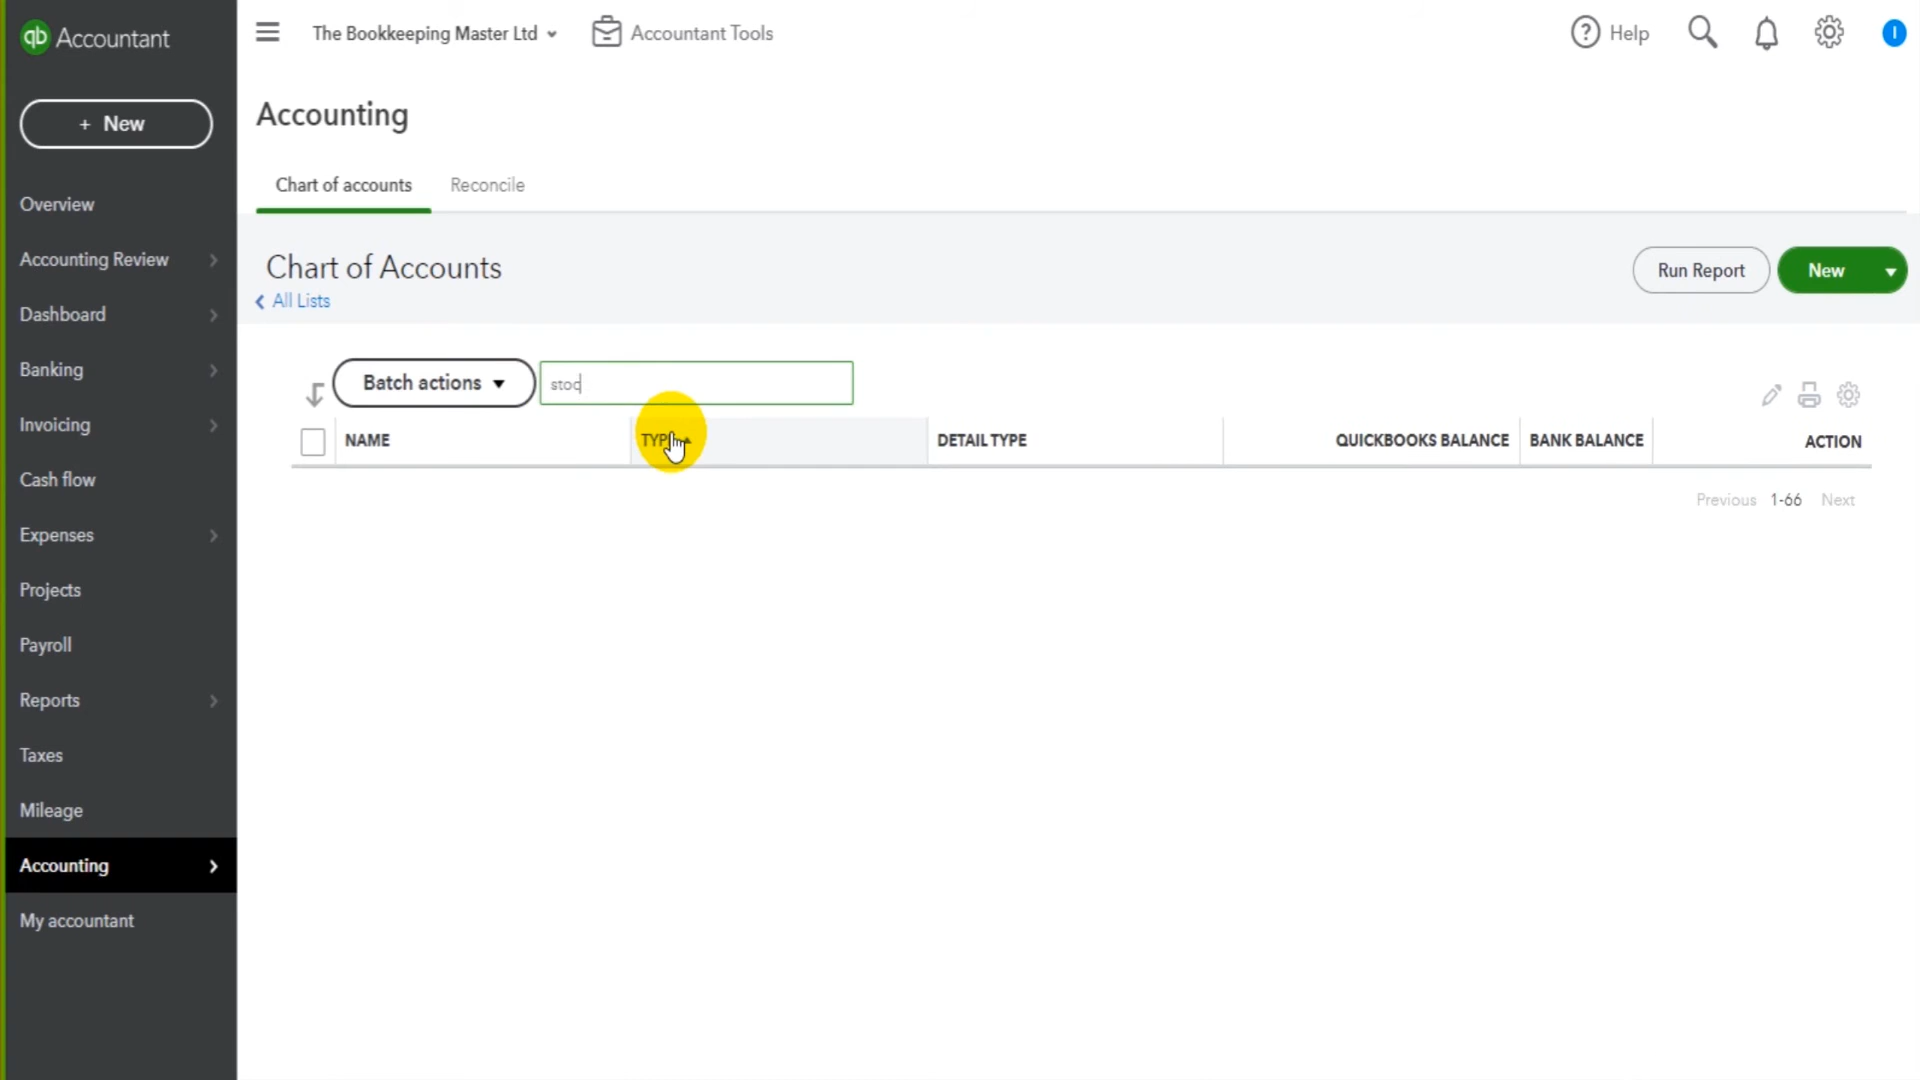 qb Accountant
The Bookkeeping Master Ltd
Accountant Tools
? Help
I
+ New
Overview
Accounting Review
Dashboard
Banking
Invoicing
Cash flow
Expenses
Projects
Payroll
Reports
Taxes
Mileage
Accounting
My accountant
Accounting
Chart of accounts
Reconcile
Chart of Accounts
All Lists
Run Report
New
Batch actions
stoc
NAME
DETAIL TYPE
QUICKBOOKS BALANCE
BANK BALANCE
ACTION
Previous 1-66 Next